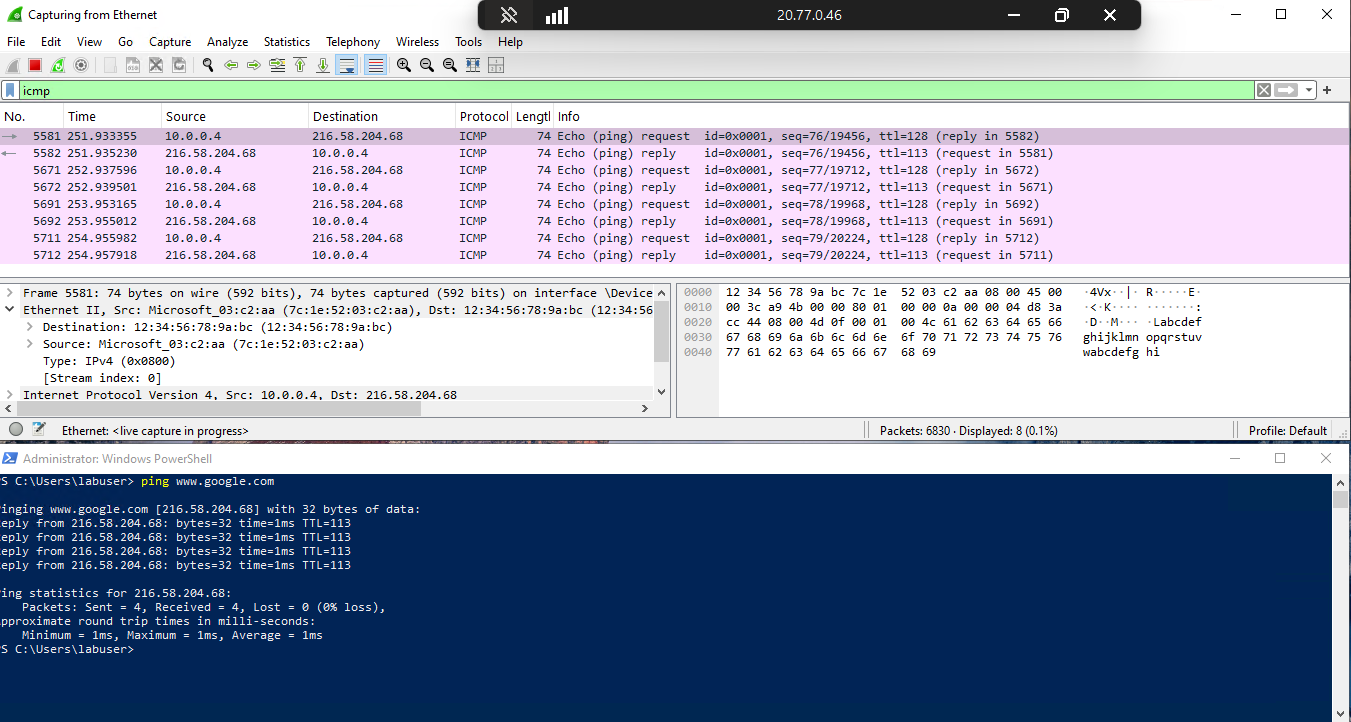 Capturing from Ethernet
20.77.0.46
File Edit View Go Capture Analyze Statistics Telephony Wireless Tools Help
icmp
No. Time Source Destination Protocol Lengtl Info
5581 251.933355 10.0.0.4 216.58.204.68 ICMP 74 Echo (ping) request id=0x0001, seq=76/19456, ttl=128 (reply in 5582)
5582 251.935230 216.58.204.68 10.0.0.4 ICMP 74 Echo (ping) reply id=0x0001, seq=76/19456, ttl=113 (request in 5581)
5671 252.937596 10.0.0.4 216.58.204.68 ICMP 74 Echo (ping) request id=0x0001, seq=77/19712, ttl=128 (reply in 5672)
5672 252.939501 216.58.204.68 10.0.0.4 ICMP 74 Echo (ping) reply id=0x0001, seq=77/19712, ttl=113 (request in 5671)
5691 253.953165 10.0.0.4 216.58.204.68 ICMP 74 Echo (ping) request id=0x0001, seq=78/19968, ttl=128 (reply in 5692)
5692 253.955012 216.58.204.68 10.0.0.4 ICMP 74 Echo (ping) reply id=0x0001, seq=78/19968, ttl=113 (request in 5691)
5711 254.955982 10.0.0.4 216.58.204.68 ICMP 74 Echo (ping) request id=0x0001, seq=79/20224, ttl=128 (reply in 5712)
5712 254.957918 216.58.204.68 10.0.0.4 ICMP 74 Echo (ping) reply id=0x0001, seq=79/20224, ttl=113 (request in 5711)
Frame 5581: 74 bytes on wire (592 bits), 74 bytes captured (592 bits) on interface \Device
Ethernet II, Src: Microsoft_03:c2:aa (7c:1e:52:03:c2:aa), Dst: 12:34:56:78:9a:bc (12:34:56
Destination: 12:34:56:78:9a:bc (12:34:56:78:9a:bc)
Source: Microsoft_03:c2:aa (7c:1e:52:03:c2:aa)
Type: IPv4 (0x0800)
[Stream index: 0]
Internet Protocol Version 4, Src: 10.0.0.4, Dst: 216.58.204.68
0000 12 34 56 78 9a bc 7c 1e 52 03 c2 aa 08 00 45 00 ·4Vx··|· R·····E·
0010 00 3c a9 4b 00 00 80 01 00 00 0a 00 00 04 d8 3a ·<·K···· ·······:
0020 cc 44 08 00 4d 0f 00 01 00 4c 61 62 63 64 65 66 ·D··M··· ·Labcdef
0030 67 68 69 6a 6b 6c 6d 6e 6f 70 71 72 73 74 75 76 ghijklmn opqrstuv
0040 77 61 62 63 64 65 66 67 68 69 wabcdefg hi
Ethernet: <live capture in progress>
Packets: 6830 · Displayed: 8 (0.1%)
Profile: Default
Administrator: Windows PowerShell
S C:\Users\labuser> ping www.google.com
inging www.google.com [216.58.204.68] with 32 bytes of data:
eply from 216.58.204.68: bytes=32 time=1ms TTL=113
eply from 216.58.204.68: bytes=32 time=1ms TTL=113
eply from 216.58.204.68: bytes=32 time=1ms TTL=113
eply from 216.58.204.68: bytes=32 time=1ms TTL=113
ing statistics for 216.58.204.68:
Packets: Sent = 4, Received = 4, Lost = 0 (0% loss),
pproximate round trip times in milli-seconds:
Minimum = 1ms, Maximum = 1ms, Average = 1ms
S C:\Users\labuser>